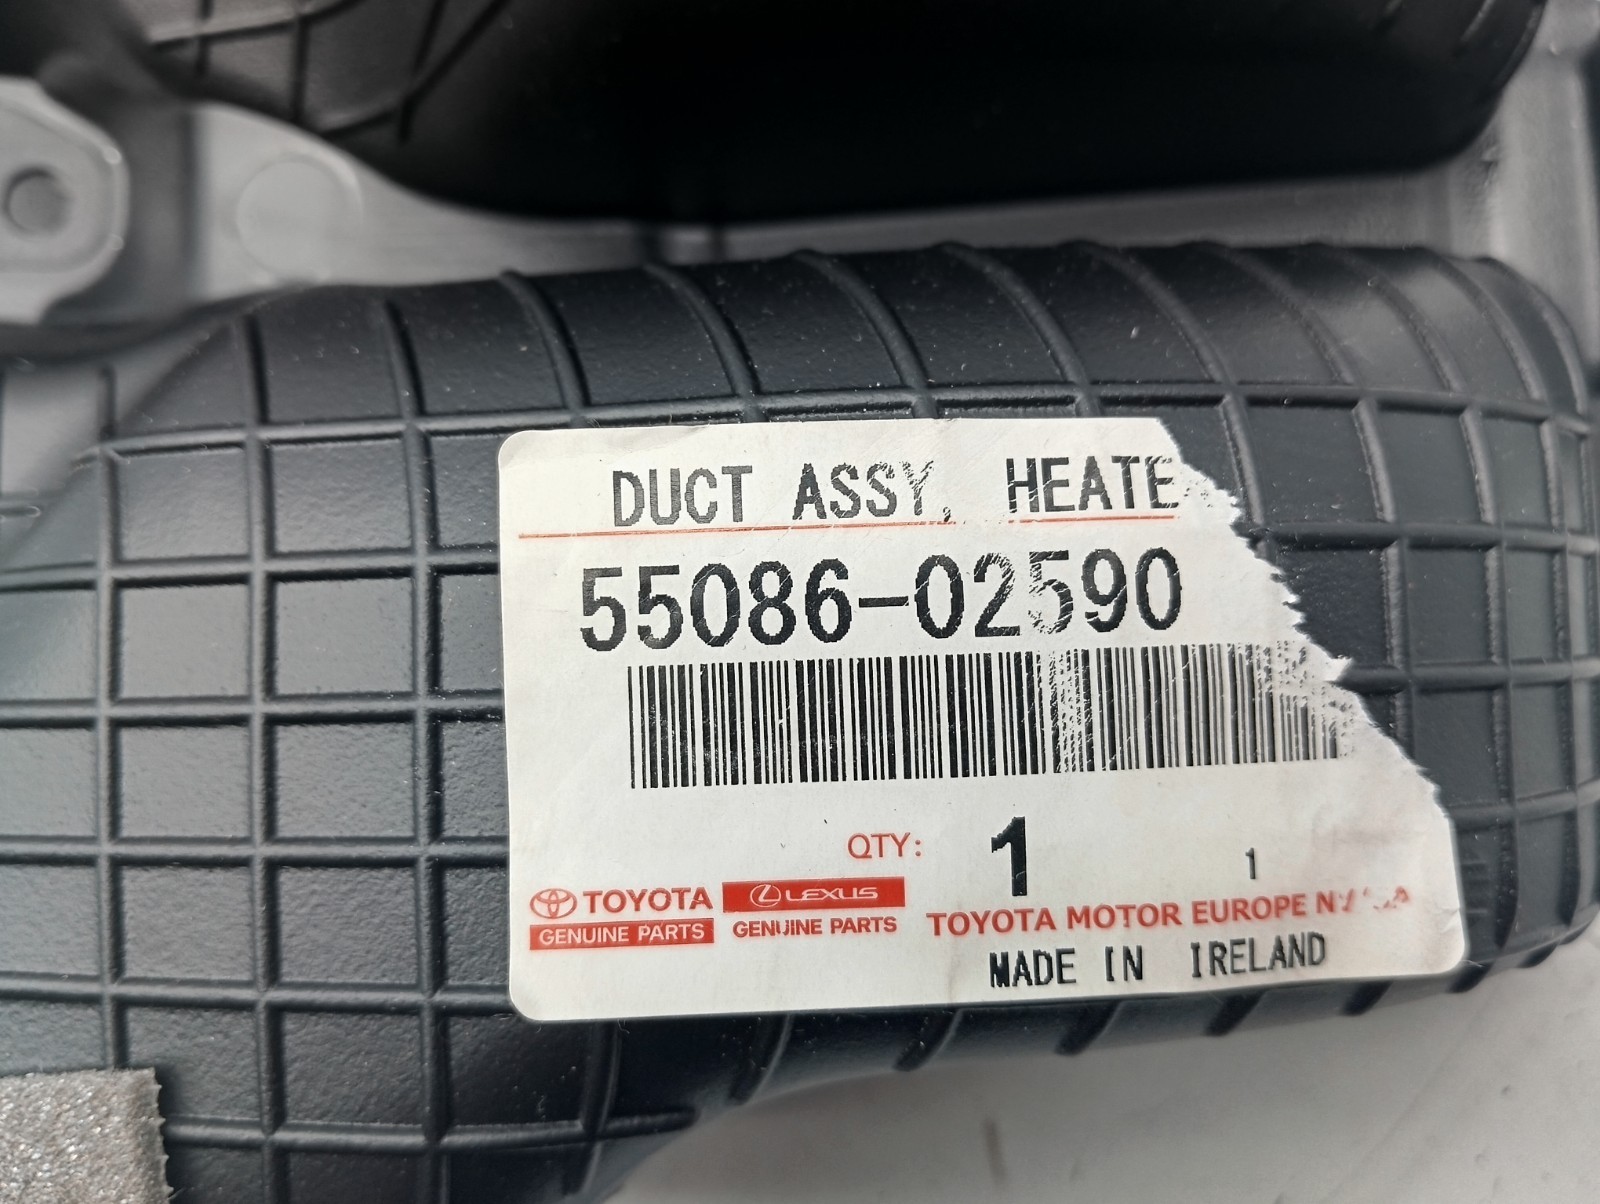 DUCT ASSY, HEATE
55086-02590
QTY: 1 1
TOYOTA LEXUS
GENUINE PARTS GENUINE PARTS
TOYOTA MOTOR EUROPE
MADE IN IRELAND